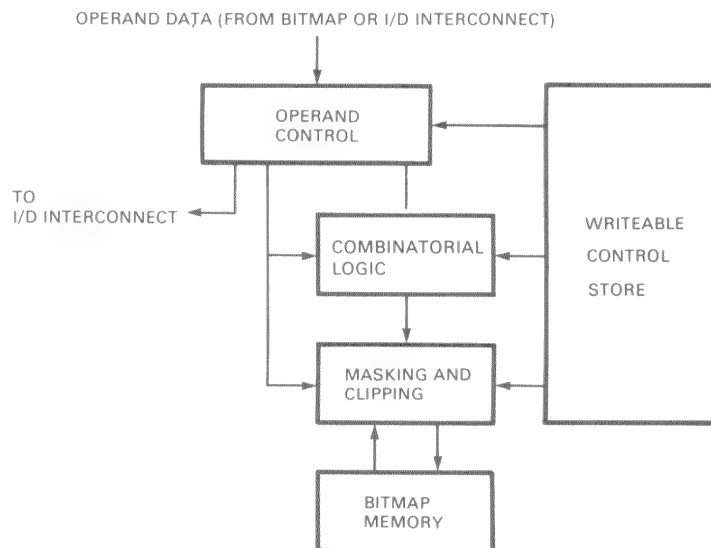 OPERAND DATA (FROM BITMAP OR I/D INTERCONNECT)
OPERAND
CONTROL
TO
I/D INTERCONNECT
COMBINATORIAL
LOGIC
WRITEABLE
CONTROL
STORE
MASKING AND
CLIPPING
BITMAP
MEMORY